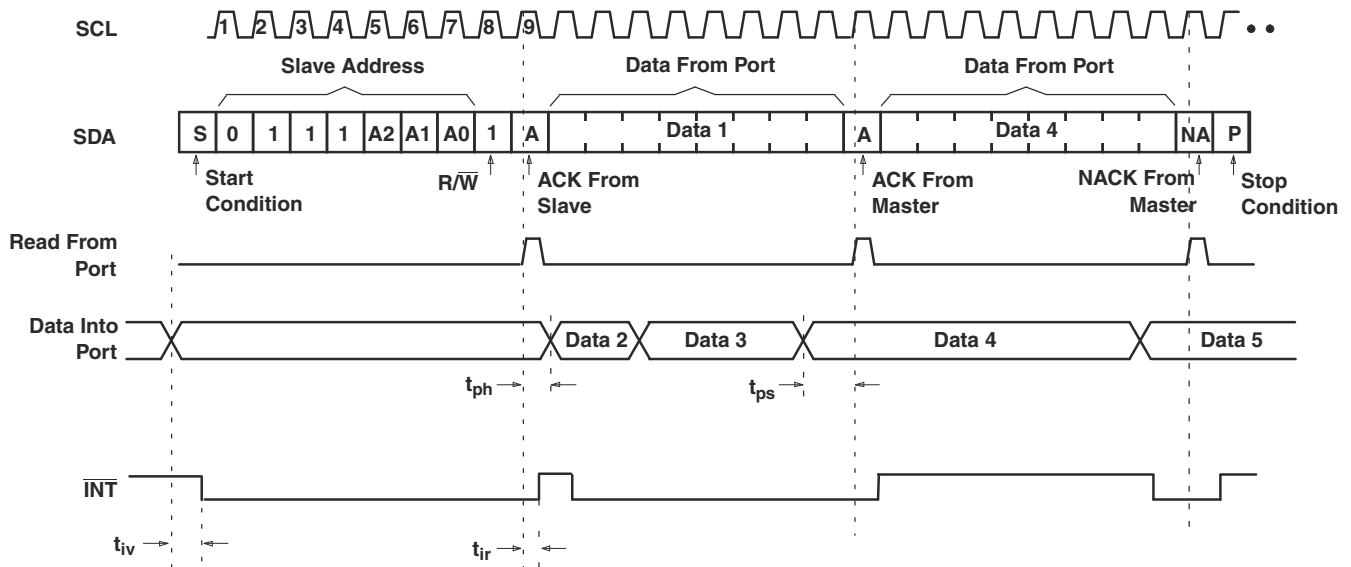 SCL 1 2 3 4 5 6 7 8 9
Slave Address Data From Port Data From Port
SDA S 0 1 1 1 A2 A1 A0 1 A Data 1 A Data 4 NA P
Start
Condition
R/W̅
ACK From
Slave
ACK From
Master
NACK From
Master
Stop
Condition
Read From
Port
Data Into
Port
Data 2 Data 3 Data 4 Data 5
tph tps
I̅N̅T̅
tiv tir